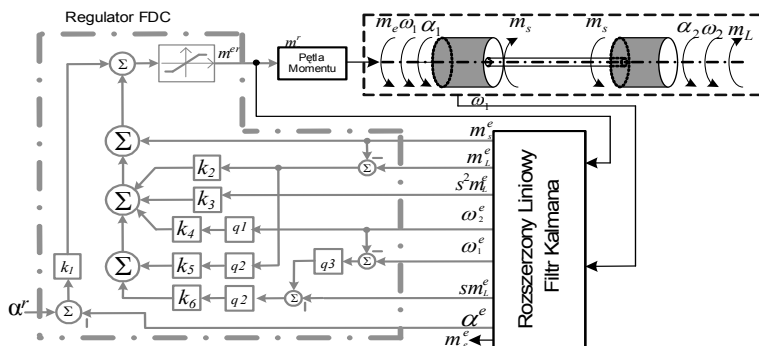 Regulator FDC
m^{er}
m^r
Pętla
Momentu
m_e ω_1 α_1
m_s
m_s
α_2 ω_2 m_L
ω_1
Σ
k_1
Σ
Σ
Σ
Σ
k_2
k_3
k_4
q1
k_5
q2
k_6
q2
q3
Σ
Σ
Σ
m_s^e
m_L^e
s^2m_L^e
ω_2^e
ω_1^e
sm_L^e
α^e
α^r
Rozszerzony Liniowy
Filtr Kalmana